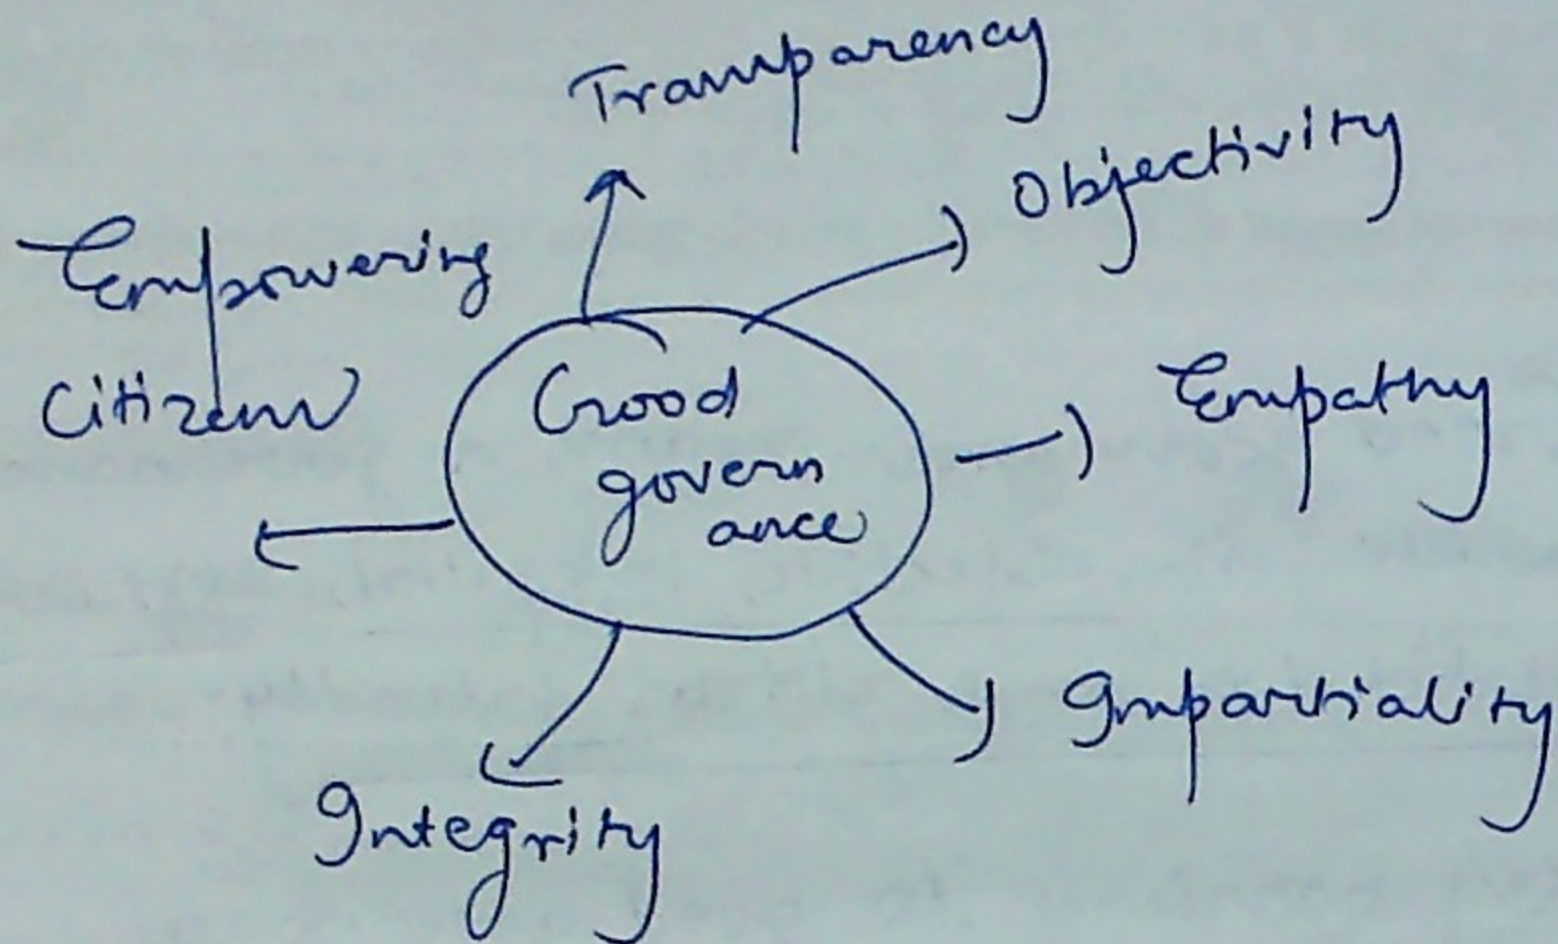 Transparency
Objectivity
Empowering
Citizens
Good
govern
ance
Empathy
Impartiality
Integrity